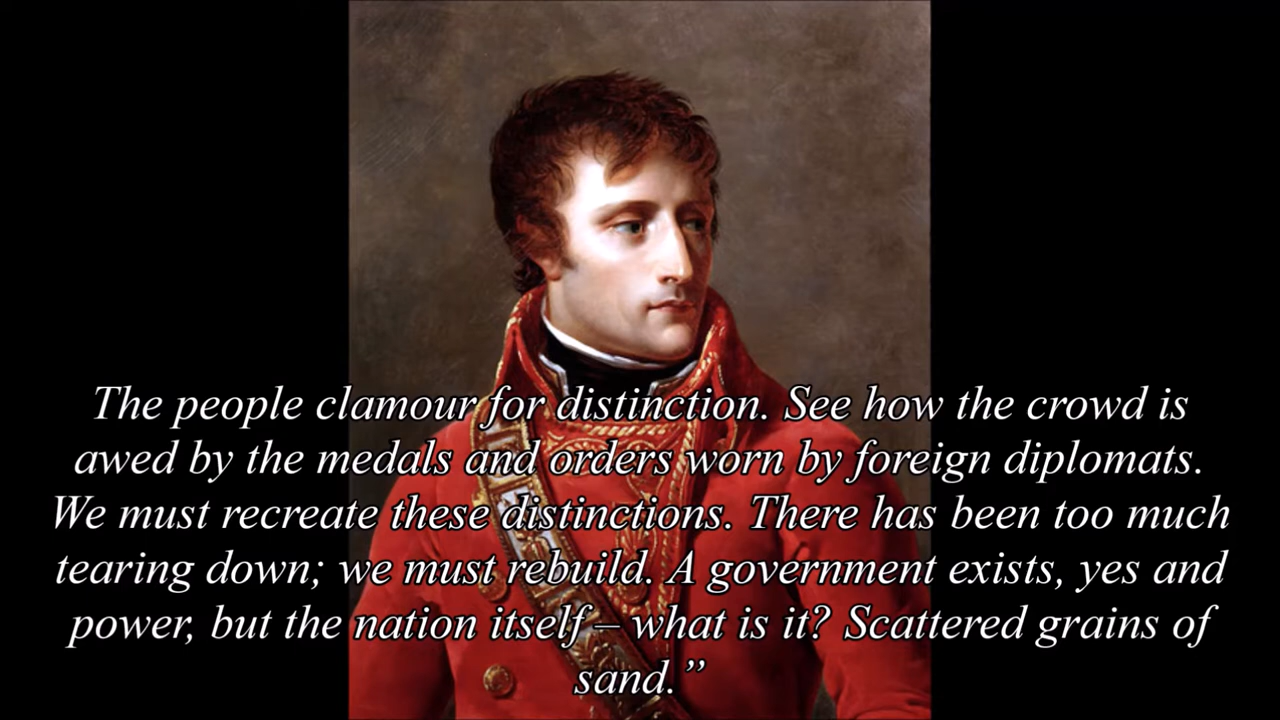 The people clamour for distinction. See how the crowd is
awed by the medals and orders worn by foreign diplomats.
We must recreate these distinctions. There has been too much
tearing down; we must rebuild. A government exists, yes and
power, but the nation itself – what is it? Scattered grains of
sand.”